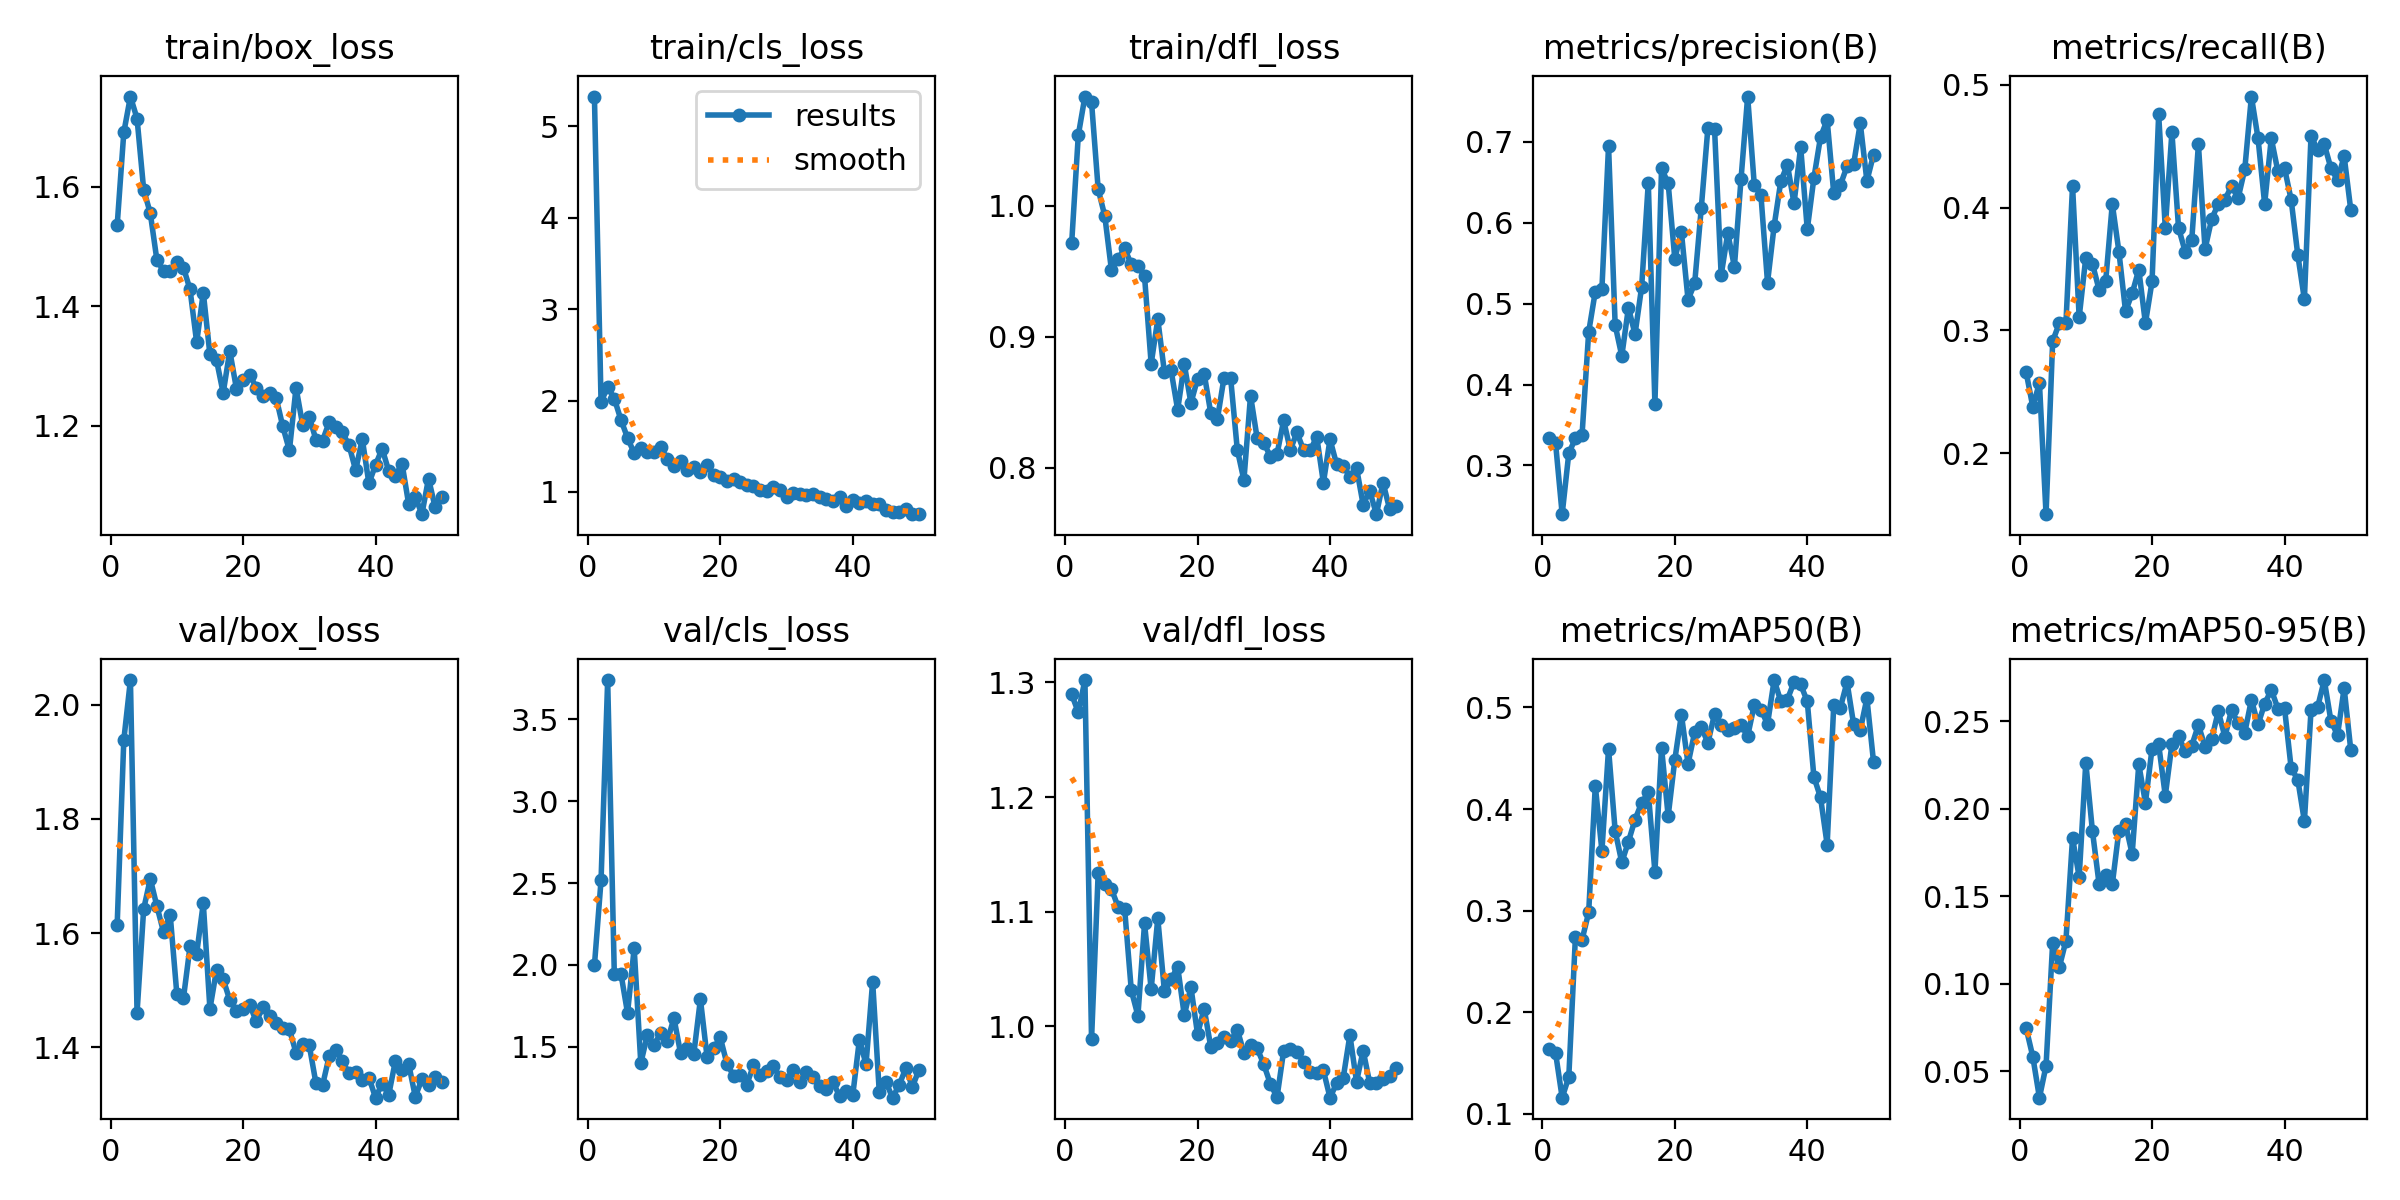 train/box_loss
1.6
1.4
1.2
0 20 40
train/cls_loss
results
smooth
5
4
3
2
1
0 20 40
train/dfl_loss
1.0
0.9
0.8
0 20 40
metrics/precision(B)
0.7
0.6
0.5
0.4
0.3
0 20 40
metrics/recall(B)
0.5
0.4
0.3
0.2
0 20 40
val/box_loss
2.0
1.8
1.6
1.4
0 20 40
val/cls_loss
3.5
3.0
2.5
2.0
1.5
0 20 40
val/dfl_loss
1.3
1.2
1.1
1.0
0 20 40
metrics/mAP50(B)
0.5
0.4
0.3
0.2
0.1
0 20 40
metrics/mAP50-95(B)
0.25
0.20
0.15
0.10
0.05
0 20 40